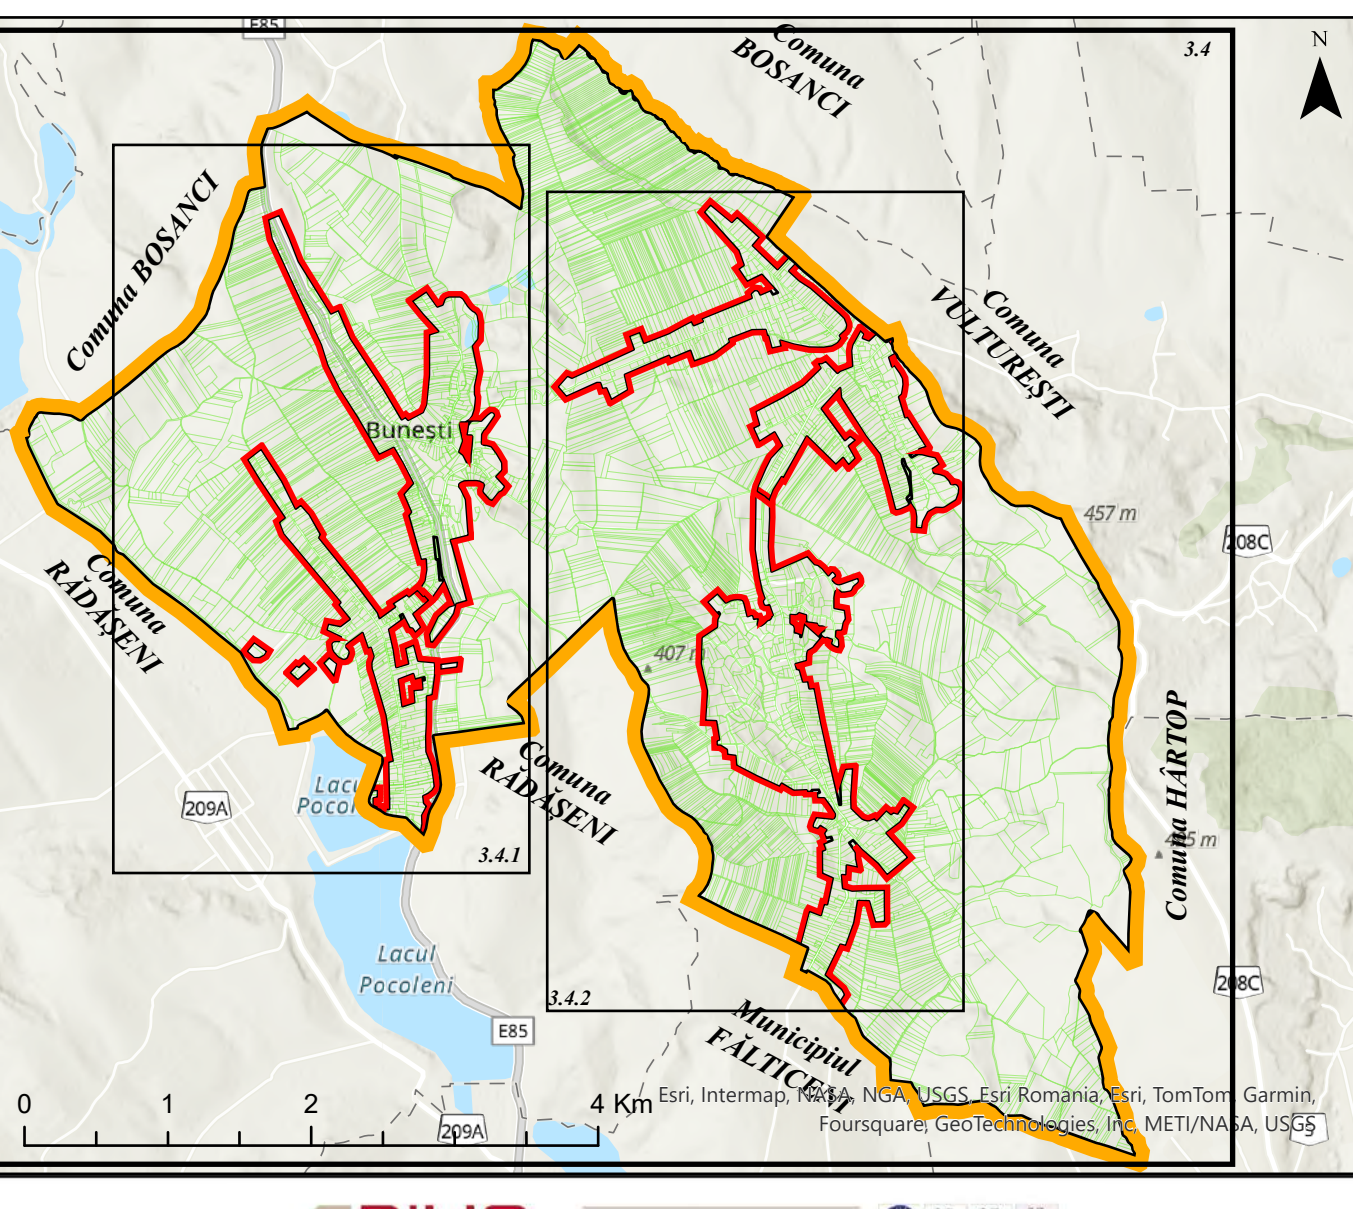 E85
3.4
N
Comuna
BOSANCI
Comuna BOSANCI
Comuna
VULTUREȘTI
Bunești
457 m
208C
Comuna
RĂDĂȘENI
407 m
Comuna HÂRTOP
Comuna
RĂDĂȘENI
209A
Lacul
485 m
3.4.1
Lacul
Pocoleni
208C
3.4.2
E85
Municipiul
FĂLTICENI
0 1 2 4 Km
Esri, Intermap, NASA, NGA, USGS, Esri Romania, Esri, TomTom, Garmin,
Foursquare, GeoTechnologies, Inc, METI/NASA, USGS
209A